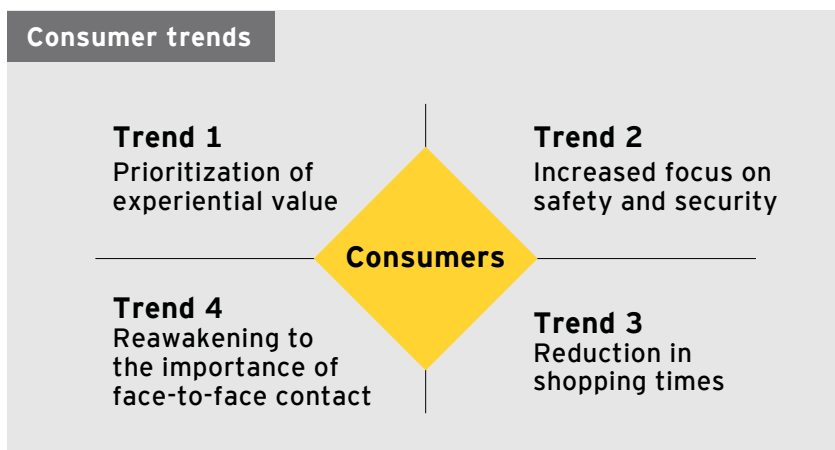 Consumer trends
Trend 1
Prioritization of
experiential value
Trend 2
Increased focus on
safety and security
Consumers
Trend 4
Reawakening to
the importance of
face-to-face contact
Trend 3
Reduction in
shopping times